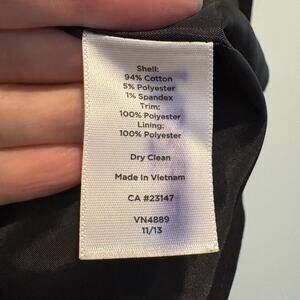 Shell:
94% Cotton
5% Polyester
1% Spandex
Trim:
100% Polyester
Lining:
100% Polyester
Dry Clean
Made In Vietnam
CA #23147
VN4889
11/13